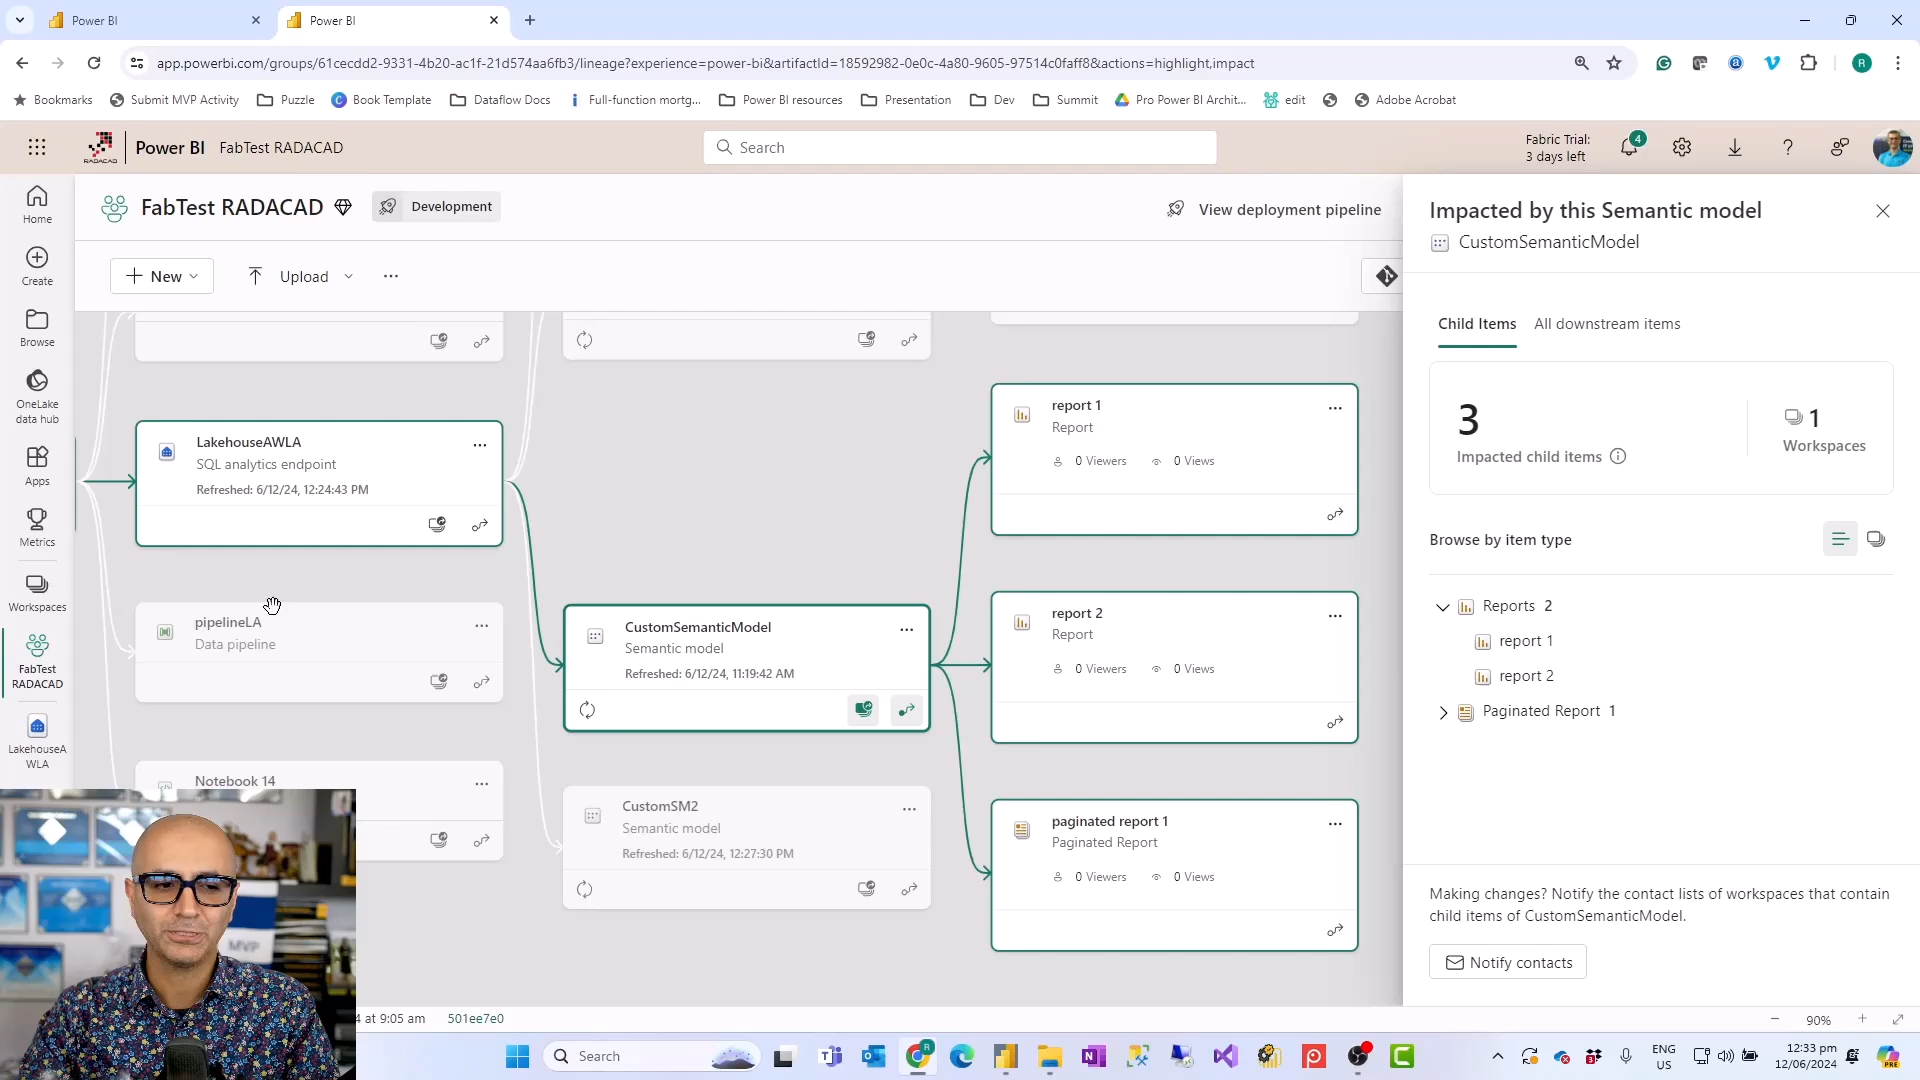 Power BI
Power BI
app.powerbi.com/groups/61cecdd2-9331-4b20-ac1f-21d574aa6fb3/lineage?experience=power-bi&artifactId=18592982-0e0c-4a80-9605-97514c0faff8&actions=highlight,impact
Bookmarks
Submit MVP Activity
Puzzle
Book Template
Dataflow Docs
Full-function mortg...
Power BI resources
Presentation
Dev
Summit
Pro Power BI Archit...
edit
Adobe Acrobat
RADACAD
Power BI FabTest RADACAD
Search
Fabric Trial:
3 days left
4
R
Home
Create
Browse
OneLake
data hub
Apps
Metrics
Workspaces
FabTest
RADACAD
LakehouseA
WLA
FabTest RADACAD
Development
View deployment pipeline
New
Upload
LakehouseAWLA
SQL analytics endpoint
Refreshed: 6/12/24, 12:24:43 PM
pipelineLA
Data pipeline
Notebook 14
CustomSemanticModel
Semantic model
Refreshed: 6/12/24, 11:19:42 AM
CustomSM2
Semantic model
Refreshed: 6/12/24, 12:27:30 PM
report 1
Report
0 Viewers 0 Views
report 2
Report
0 Viewers 0 Views
paginated report 1
Paginated Report
0 Viewers 0 Views
Impacted by this Semantic model
CustomSemanticModel
Child Items All downstream items
3
Impacted child items
1
Workspaces
Browse by item type
Reports 2
report 1
report 2
Paginated Report 1
Making changes? Notify the contact lists of workspaces that contain
child items of CustomSemanticModel.
Notify contacts
MVP
4 at 9:05 am 501ee7e0
90%
Search
ENG
US
12:33 pm
12/06/2024
PRE